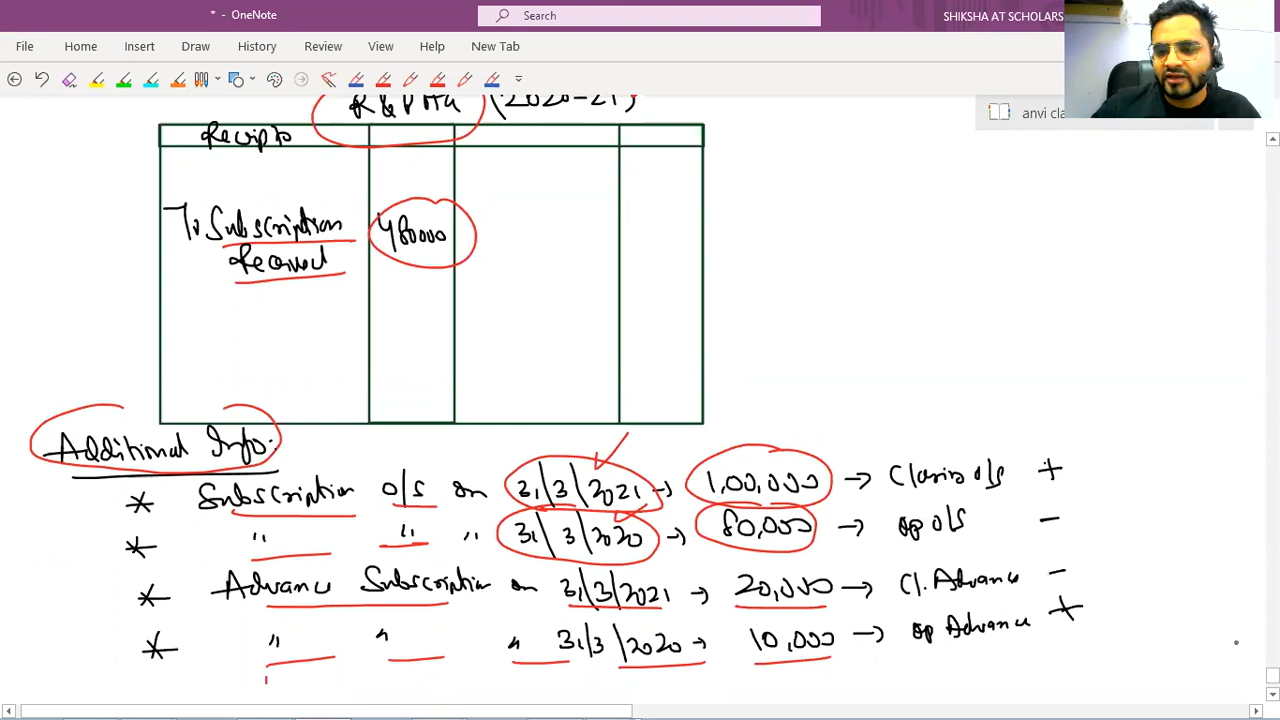 * - OneNote
Search
SHIKSHA AT SCHOLARS
File Home Insert Draw History Review View Help New Tab
anvi cla
R & P A/c (2020-21)
Receipts
To Subscription 480000
Received
Additional Info:
* Subscription o/s on 31/3/2021 → 1,00,000 → Closing o/s +
* " " " 31/3/2020 → 80,000 → op o/s -
* Advance Subscription on 31/3/2021 → 20,000 → Cl. Advance -
* " " " 31/3/2020 → 10,000 → op Advance +